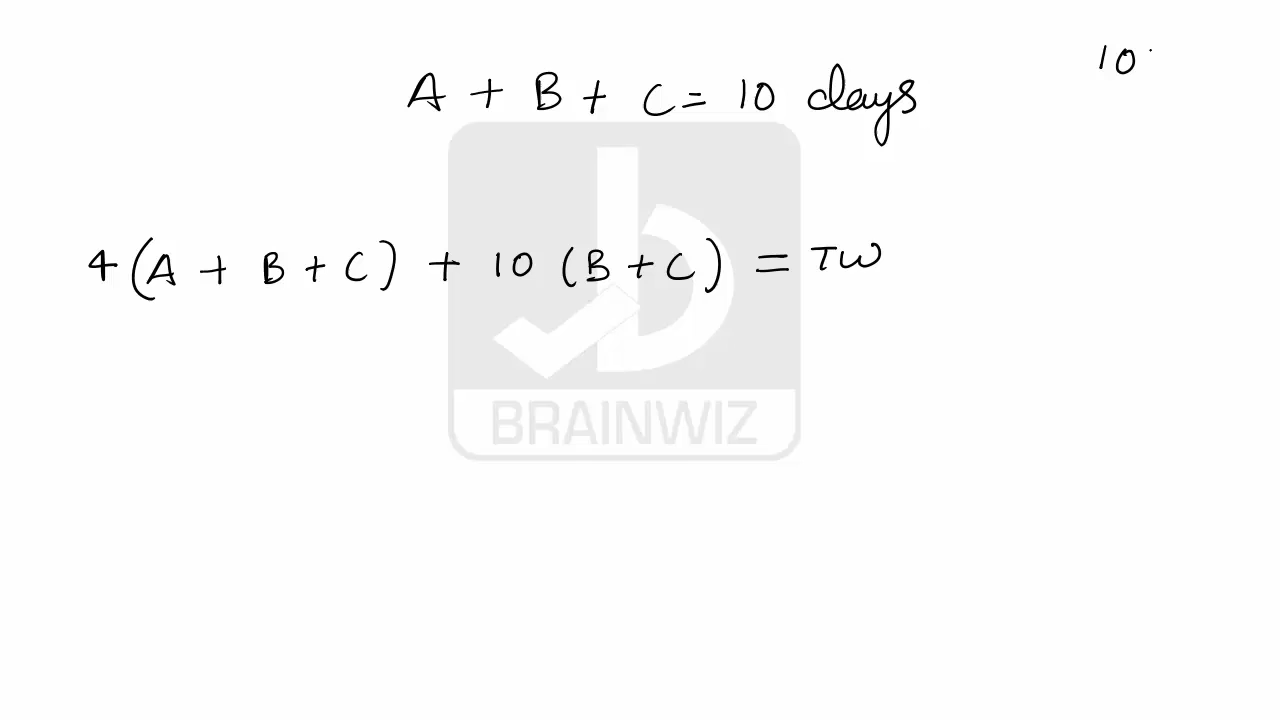 10
A + B + C = 10 days
4(A + B + C) + 10 (B + C) = TW
BRAINWIZ